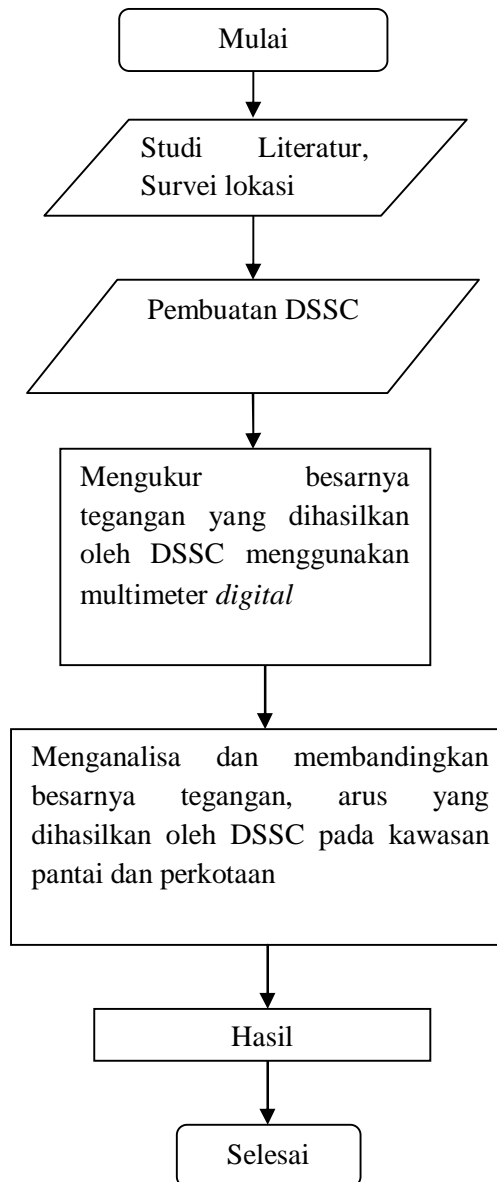 Mulai
Studi Literatur,
Survei lokasi
Pembuatan DSSC
Mengukur besarnya
tegangan yang dihasilkan
oleh DSSC menggunakan
multimeter digital
Menganalisa dan membandingkan
besarnya tegangan, arus yang
dihasilkan oleh DSSC pada kawasan
pantai dan perkotaan
Hasil
Selesai